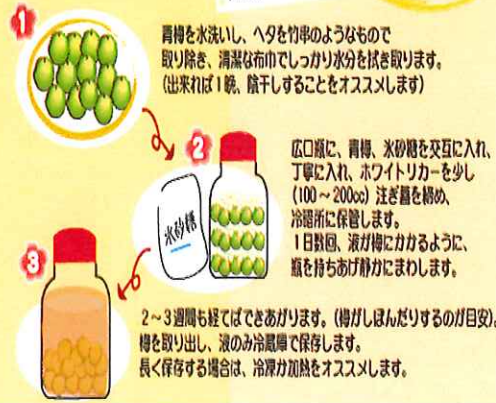 1
青梅を水洗いし、ヘタを竹串のようなもので
取り除き、清潔な布巾でしっかり水分を拭き取ります。
(出来れば1晩、陰干しすることをオススメします)
2
広口瓶に、青梅、氷砂糖を交互に入れ、
丁寧に入れ、ホワイトリカーを少し
(100～200cc) 注ぎ蓋を締め、
冷暗所に保管します。
1日数回、液が梅にかかるように、
瓶を持ちあげ静かにまわします。
氷砂糖
3
2～3週間も経てばできあがります。(梅がしぼんだりするのが目安)。
梅を取り出し、液のみ冷蔵庫で保存します。
長く保存する場合は、冷凍か加熱をオススメします。